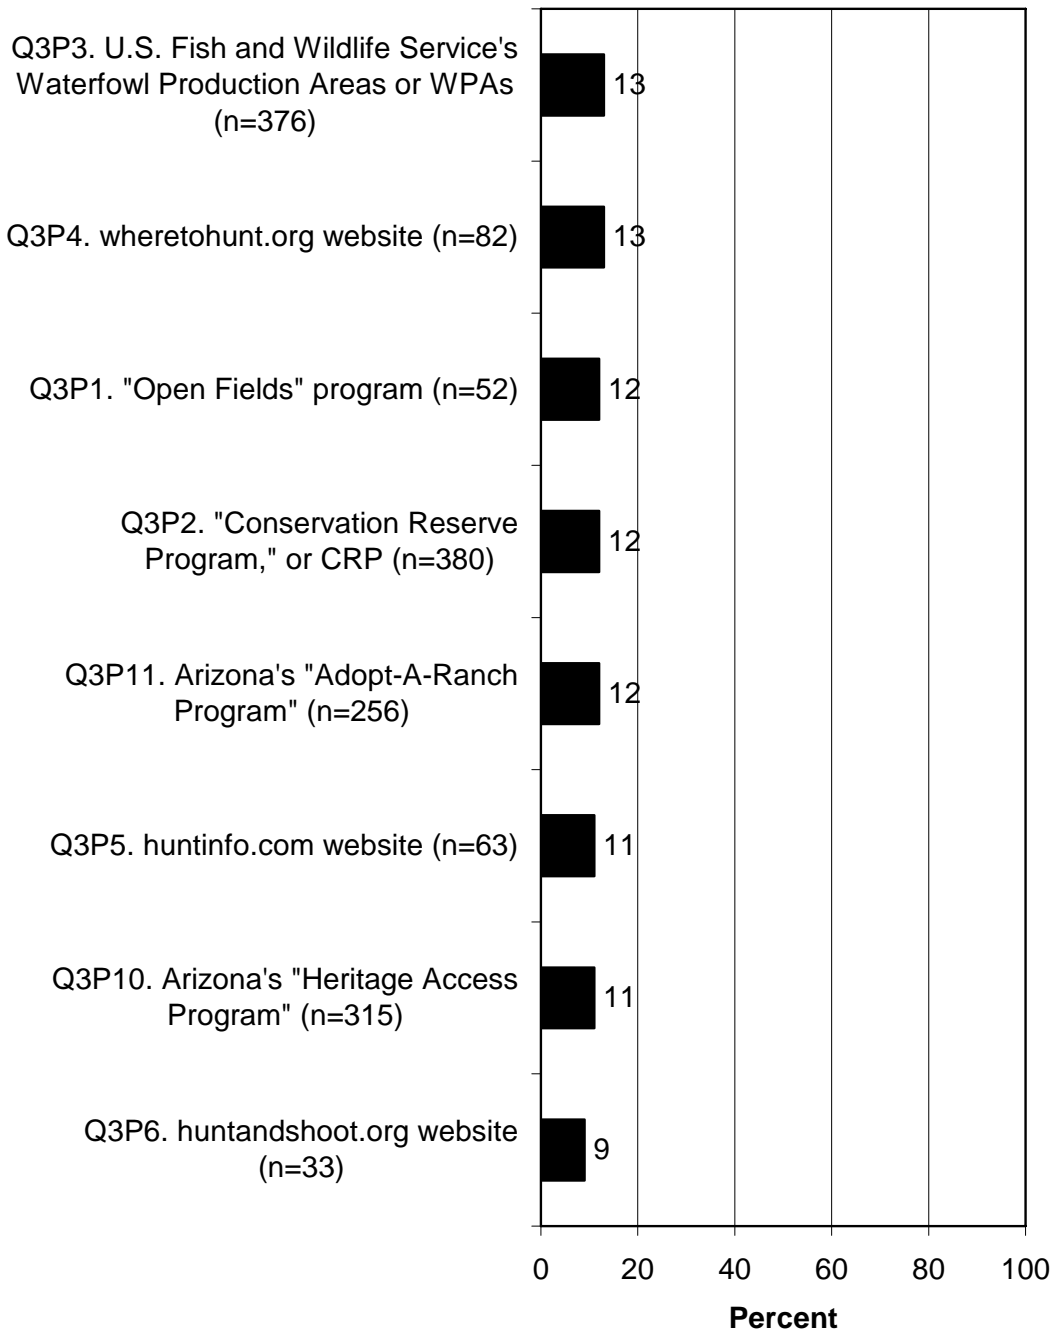 Q3P3. U.S. Fish and Wildlife Service's
Waterfowl Production Areas or WPAs
(n=376)
13
Q3P4. wheretohunt.org website (n=82)
13
Q3P1. "Open Fields" program (n=52)
12
Q3P2. "Conservation Reserve
Program," or CRP (n=380)
12
Q3P11. Arizona's "Adopt-A-Ranch
Program" (n=256)
12
Q3P5. huntinfo.com website (n=63)
11
Q3P10. Arizona's "Heritage Access
Program" (n=315)
11
Q3P6. huntandshoot.org website
(n=33)
9
0 20 40 60 80 100
Percent